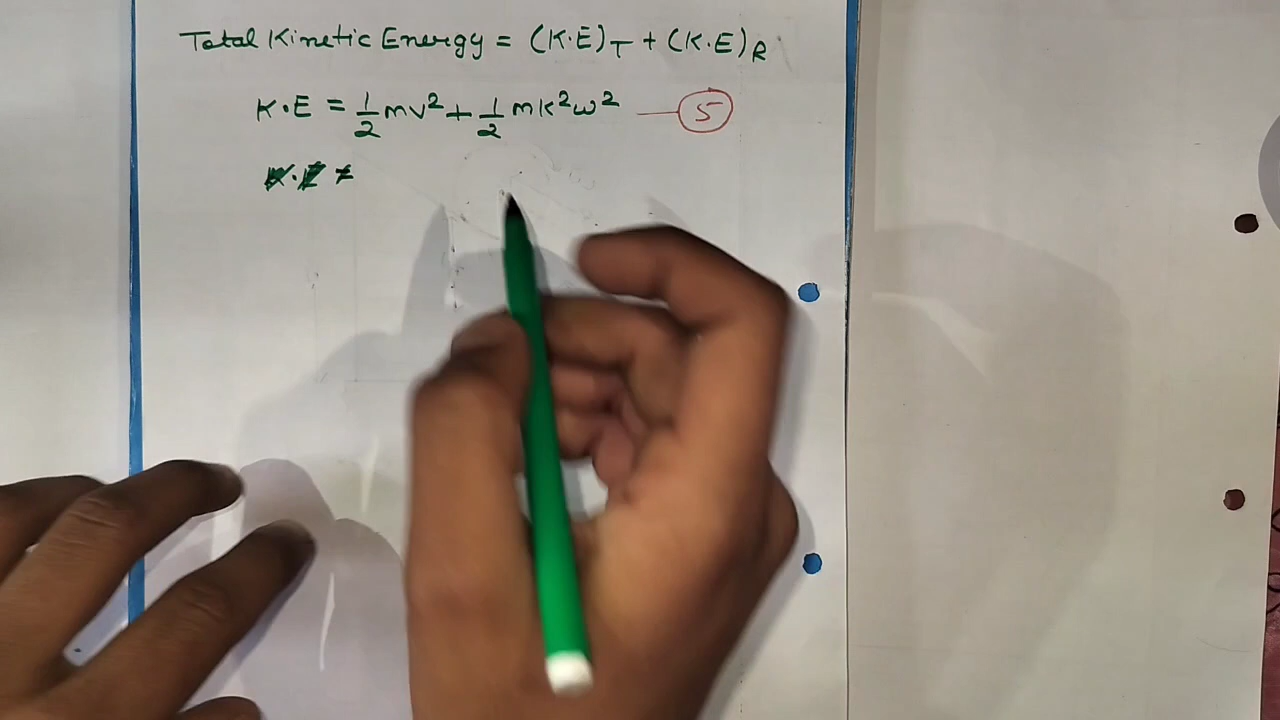 Total Kinetic Energy = (K.E)T + (K.E)R
K.E = 1/2 mv² + 1/2 mk²ω² — 5
K.E =